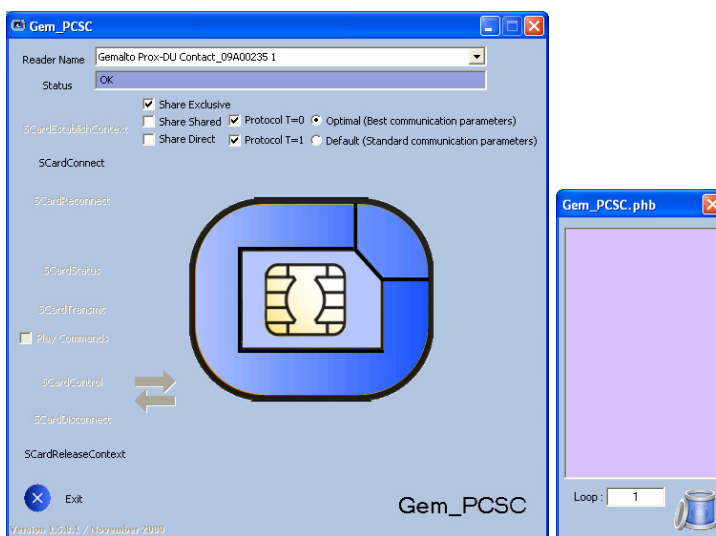 Gem_PCSC
Reader Name
Gemalto Prox-DU Contact_09A00235 1
Status
OK
Share Exclusive
Share Shared
Protocol T=0
Optimal (Best communication parameters)
Share Direct
Protocol T=1
Default (Standard communication parameters)
SCardEstablishContext
SCardConnect
SCardReconnect
SCardStatus
SCardTransmit
Play Commands
SCardControl
SCardDisconnect
SCardReleaseContext
Exit
Gem_PCSC
Version 1.5.0.1 / November 2009
Gem_PCSC.phb
Loop :
1